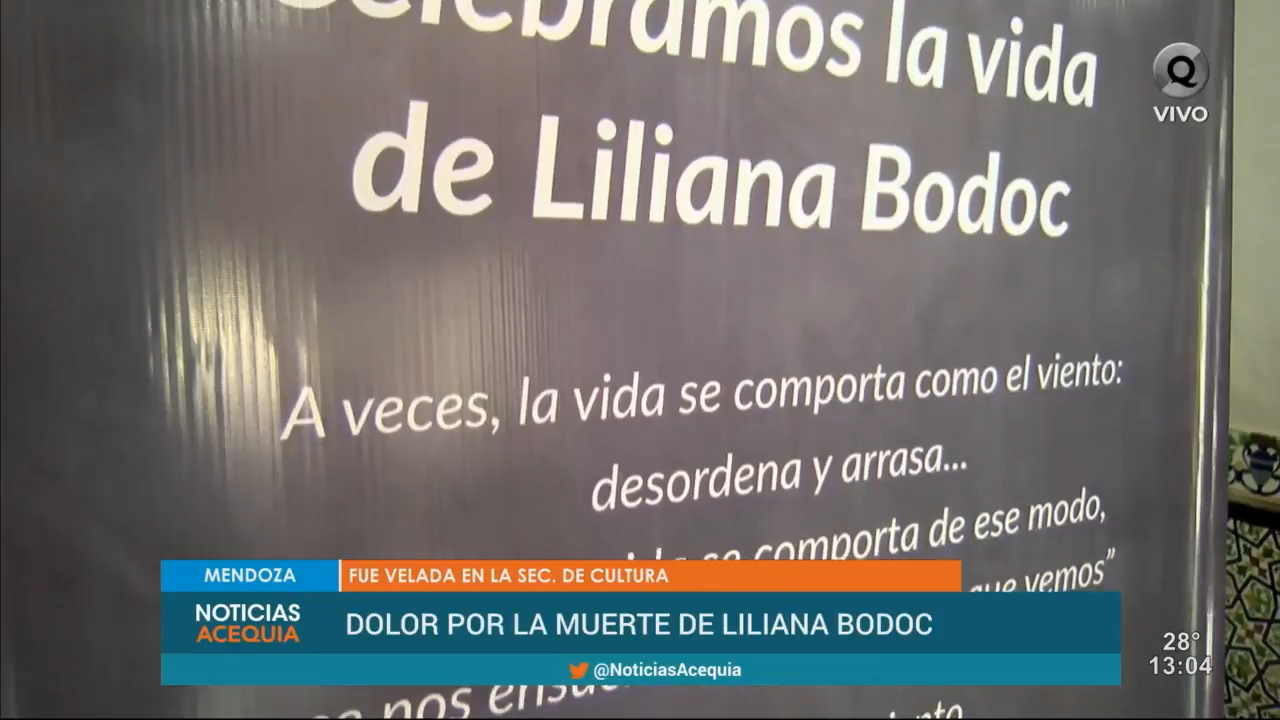 Celebramos la vida
de Liliana Bodoc
Q
VIVO
A veces, la vida se comporta como el viento:
desordena y arrasa...
se comporta de ese modo,
que vemos”
MENDOZA
FUE VELADA EN LA SEC. DE CULTURA
NOTICIAS
ACEQUIA
DOLOR POR LA MUERTE DE LILIANA BODOC
@NoticiasAcequia
28°
13:04
nos